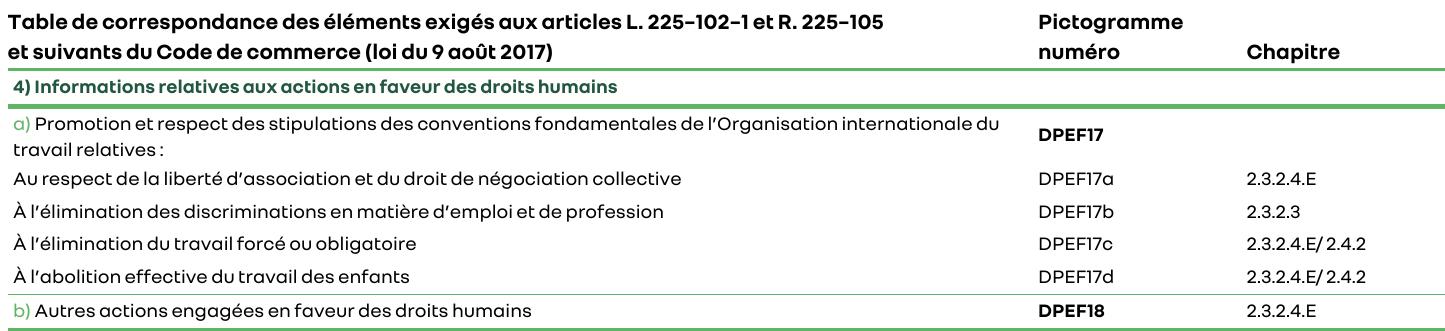 Table de correspondance des éléments exigés aux articles L. 225-102-1 et R. 225-105 Pictogramme
et suivants du Code de commerce (loi du 9 août 2017) numéro Chapitre
4) Informations relatives aux actions en faveur des droits humains
a) Promotion et respect des stipulations des conventions fondamentales de l'Organisation internationale du
travail relatives : DPEF17
Au respect de la liberté d'association et du droit de négociation collective DPEF17a 2.3.2.4.E
À l'élimination des discriminations en matière d'emploi et de profession DPEF17b 2.3.2.3
À l'élimination du travail forcé ou obligatoire DPEF17c 2.3.2.4.E/ 2.4.2
À l'abolition effective du travail des enfants DPEF17d 2.3.2.4.E/ 2.4.2
b) Autres actions engagées en faveur des droits humains DPEF18 2.3.2.4.E